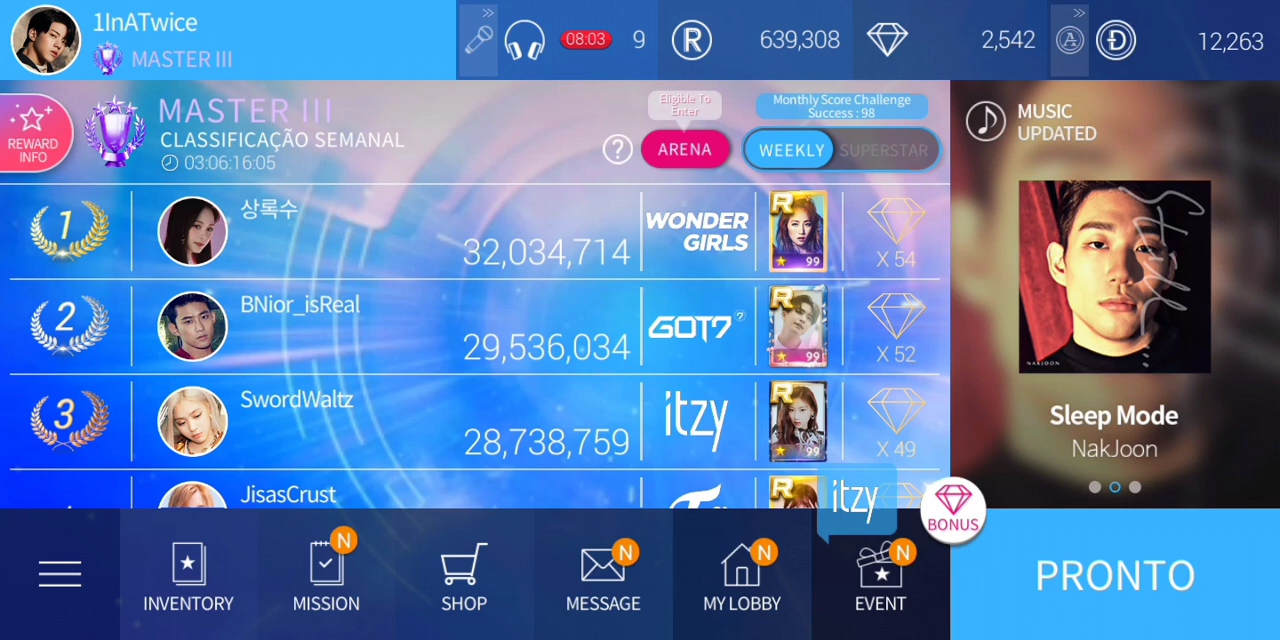 1InATwice
MASTER III
08:03
9
R
639,308
2,542
A
Đ
12,263
REWARD
INFO
MASTER III
CLASSIFICAÇÃO SEMANAL
03:06:16:05
?
Eligible To
Enter
ARENA
Monthly Score Challenge
Success : 98
WEEKLY
SUPERSTAR
1
상록수
32,034,714
WONDER
GIRLS
R
99
X 54
2
BNior_isReal
29,536,034
GOT7
7
R
99
X 52
3
SwordWaltz
28,738,759
itzy
R
99
X 49
JisasCrust
R
itzy
MUSIC
UPDATED
NAKJOON
Sleep Mode
NakJoon
BONUS
INVENTORY
N
MISSION
SHOP
N
MESSAGE
N
MY LOBBY
N
EVENT
PRONTO